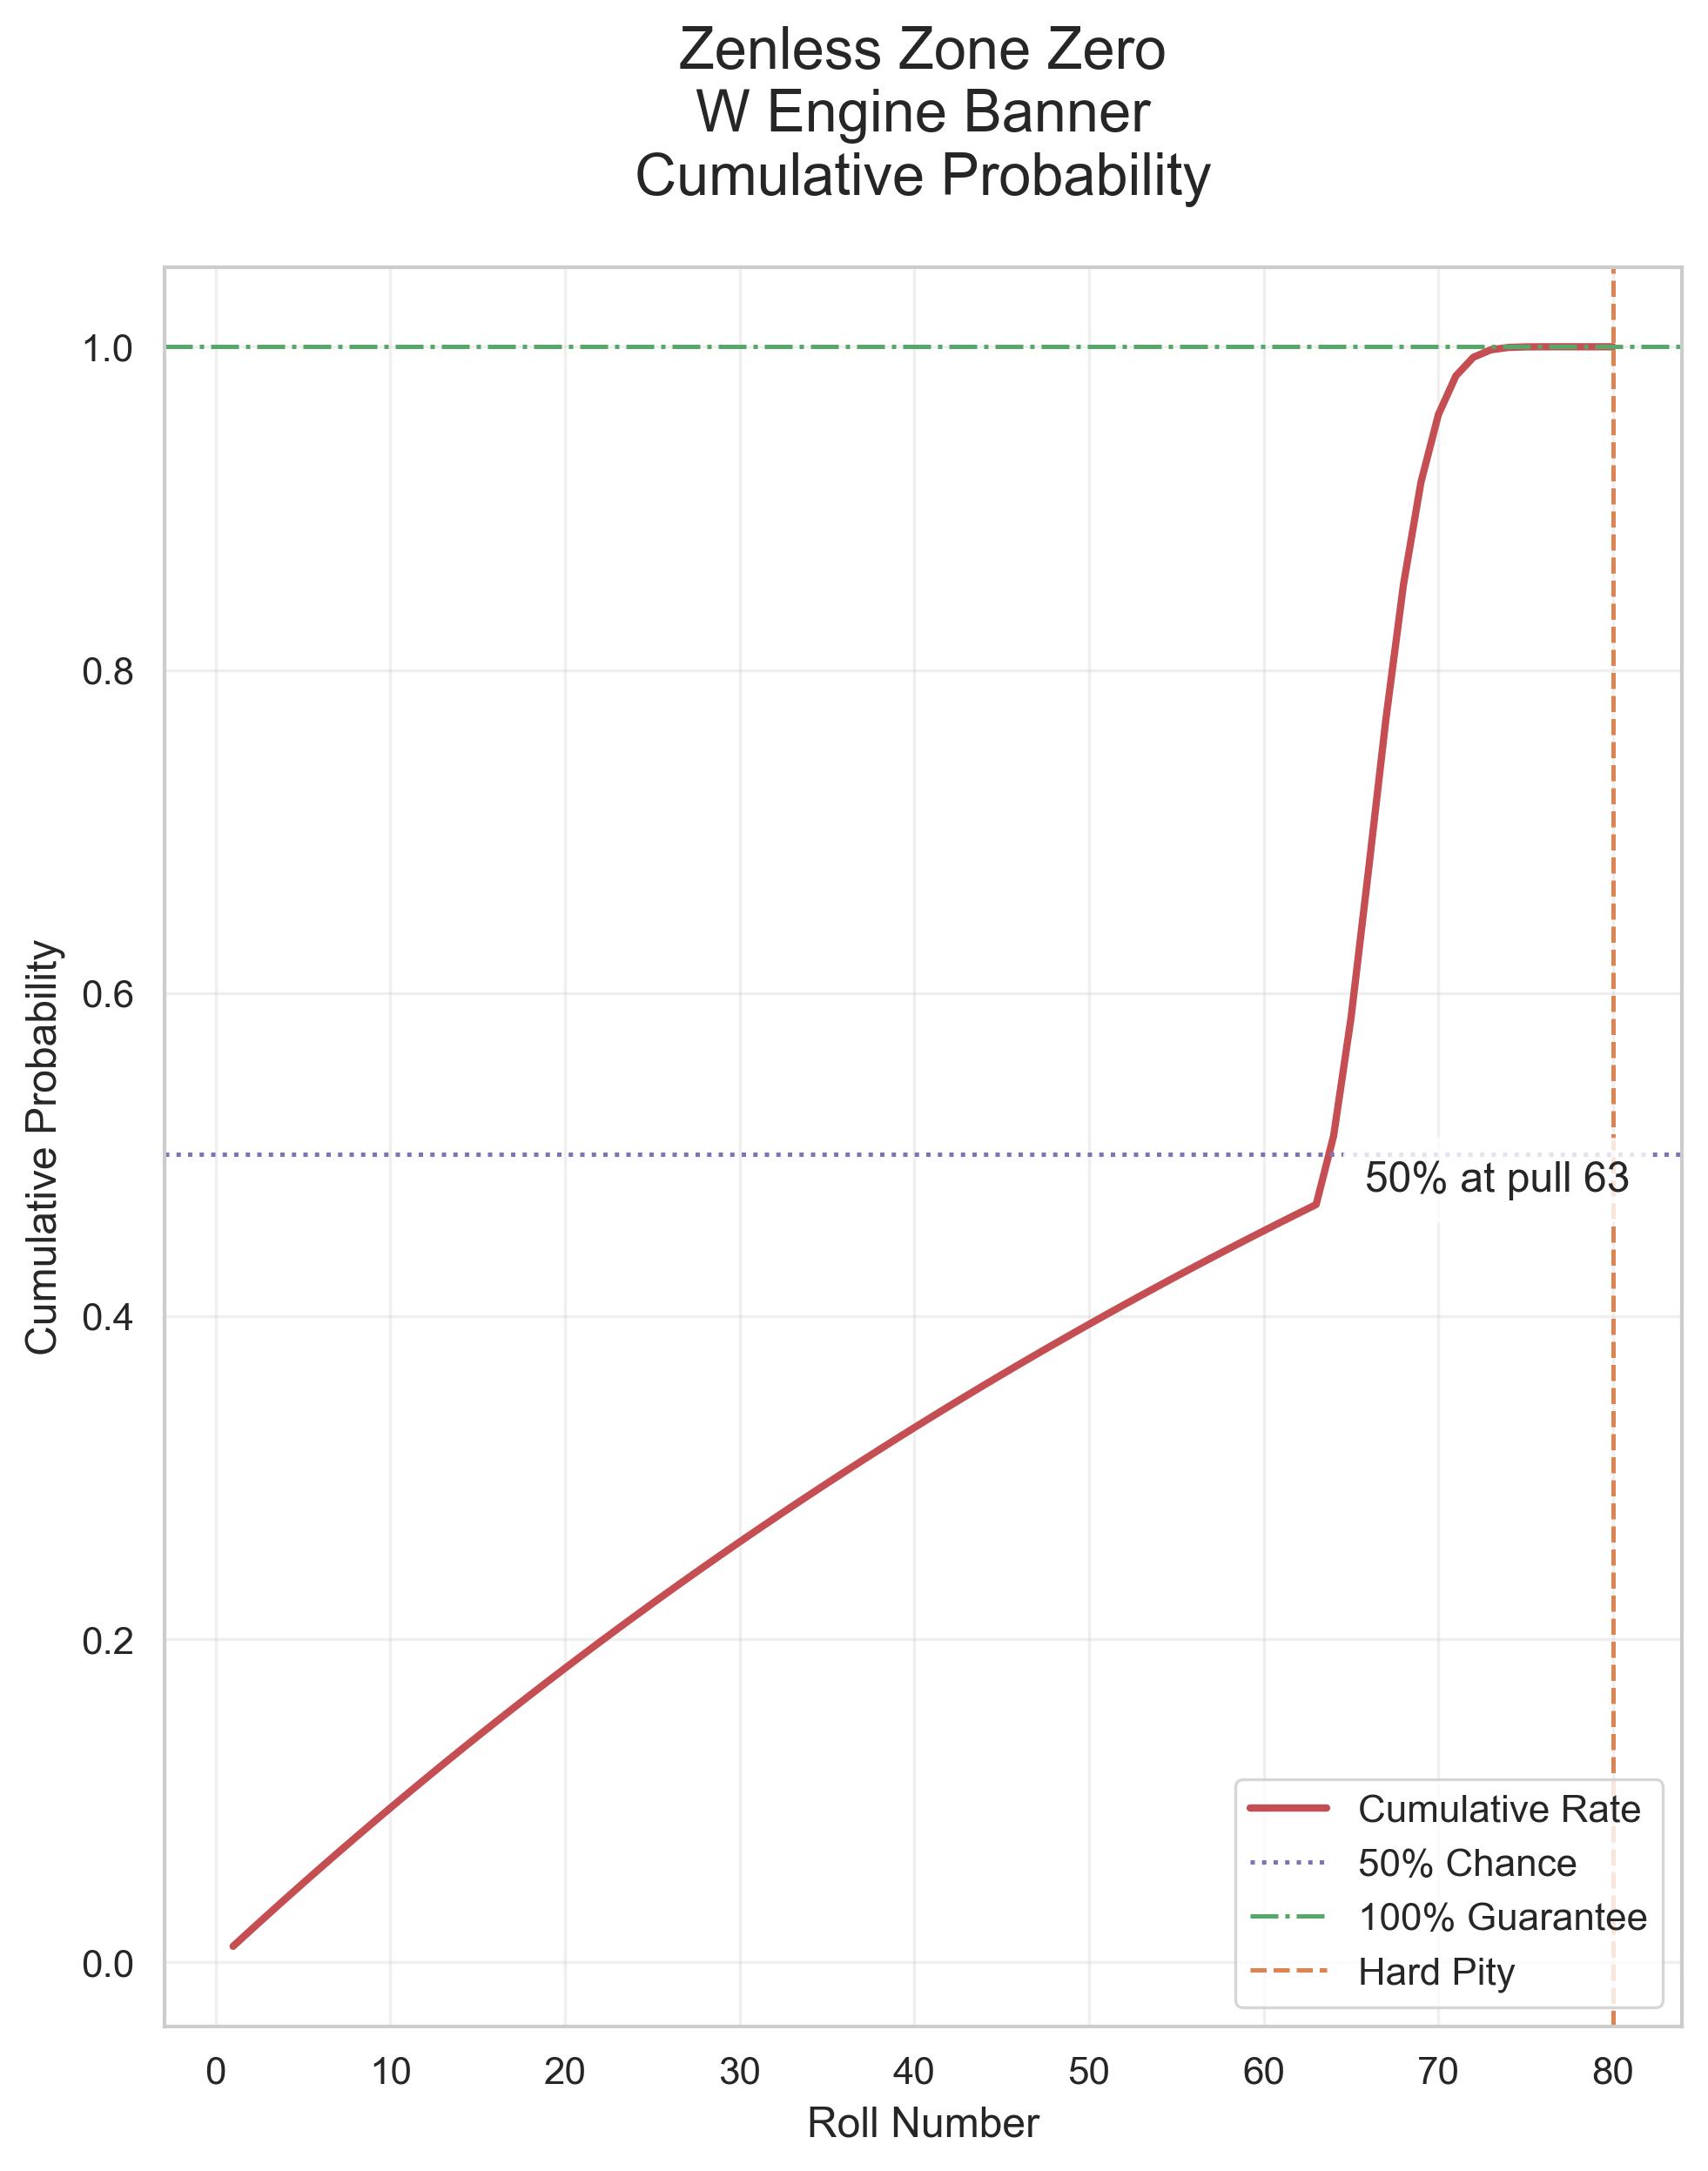 Zenless Zone Zero
W Engine Banner
Cumulative Probability
Cumulative Probability
1.0
0.8
0.6
0.4
0.2
0.0
50% at pull 63
Cumulative Rate
50% Chance
100% Guarantee
Hard Pity
0 10 20 30 40 50 60 70 80
Roll Number